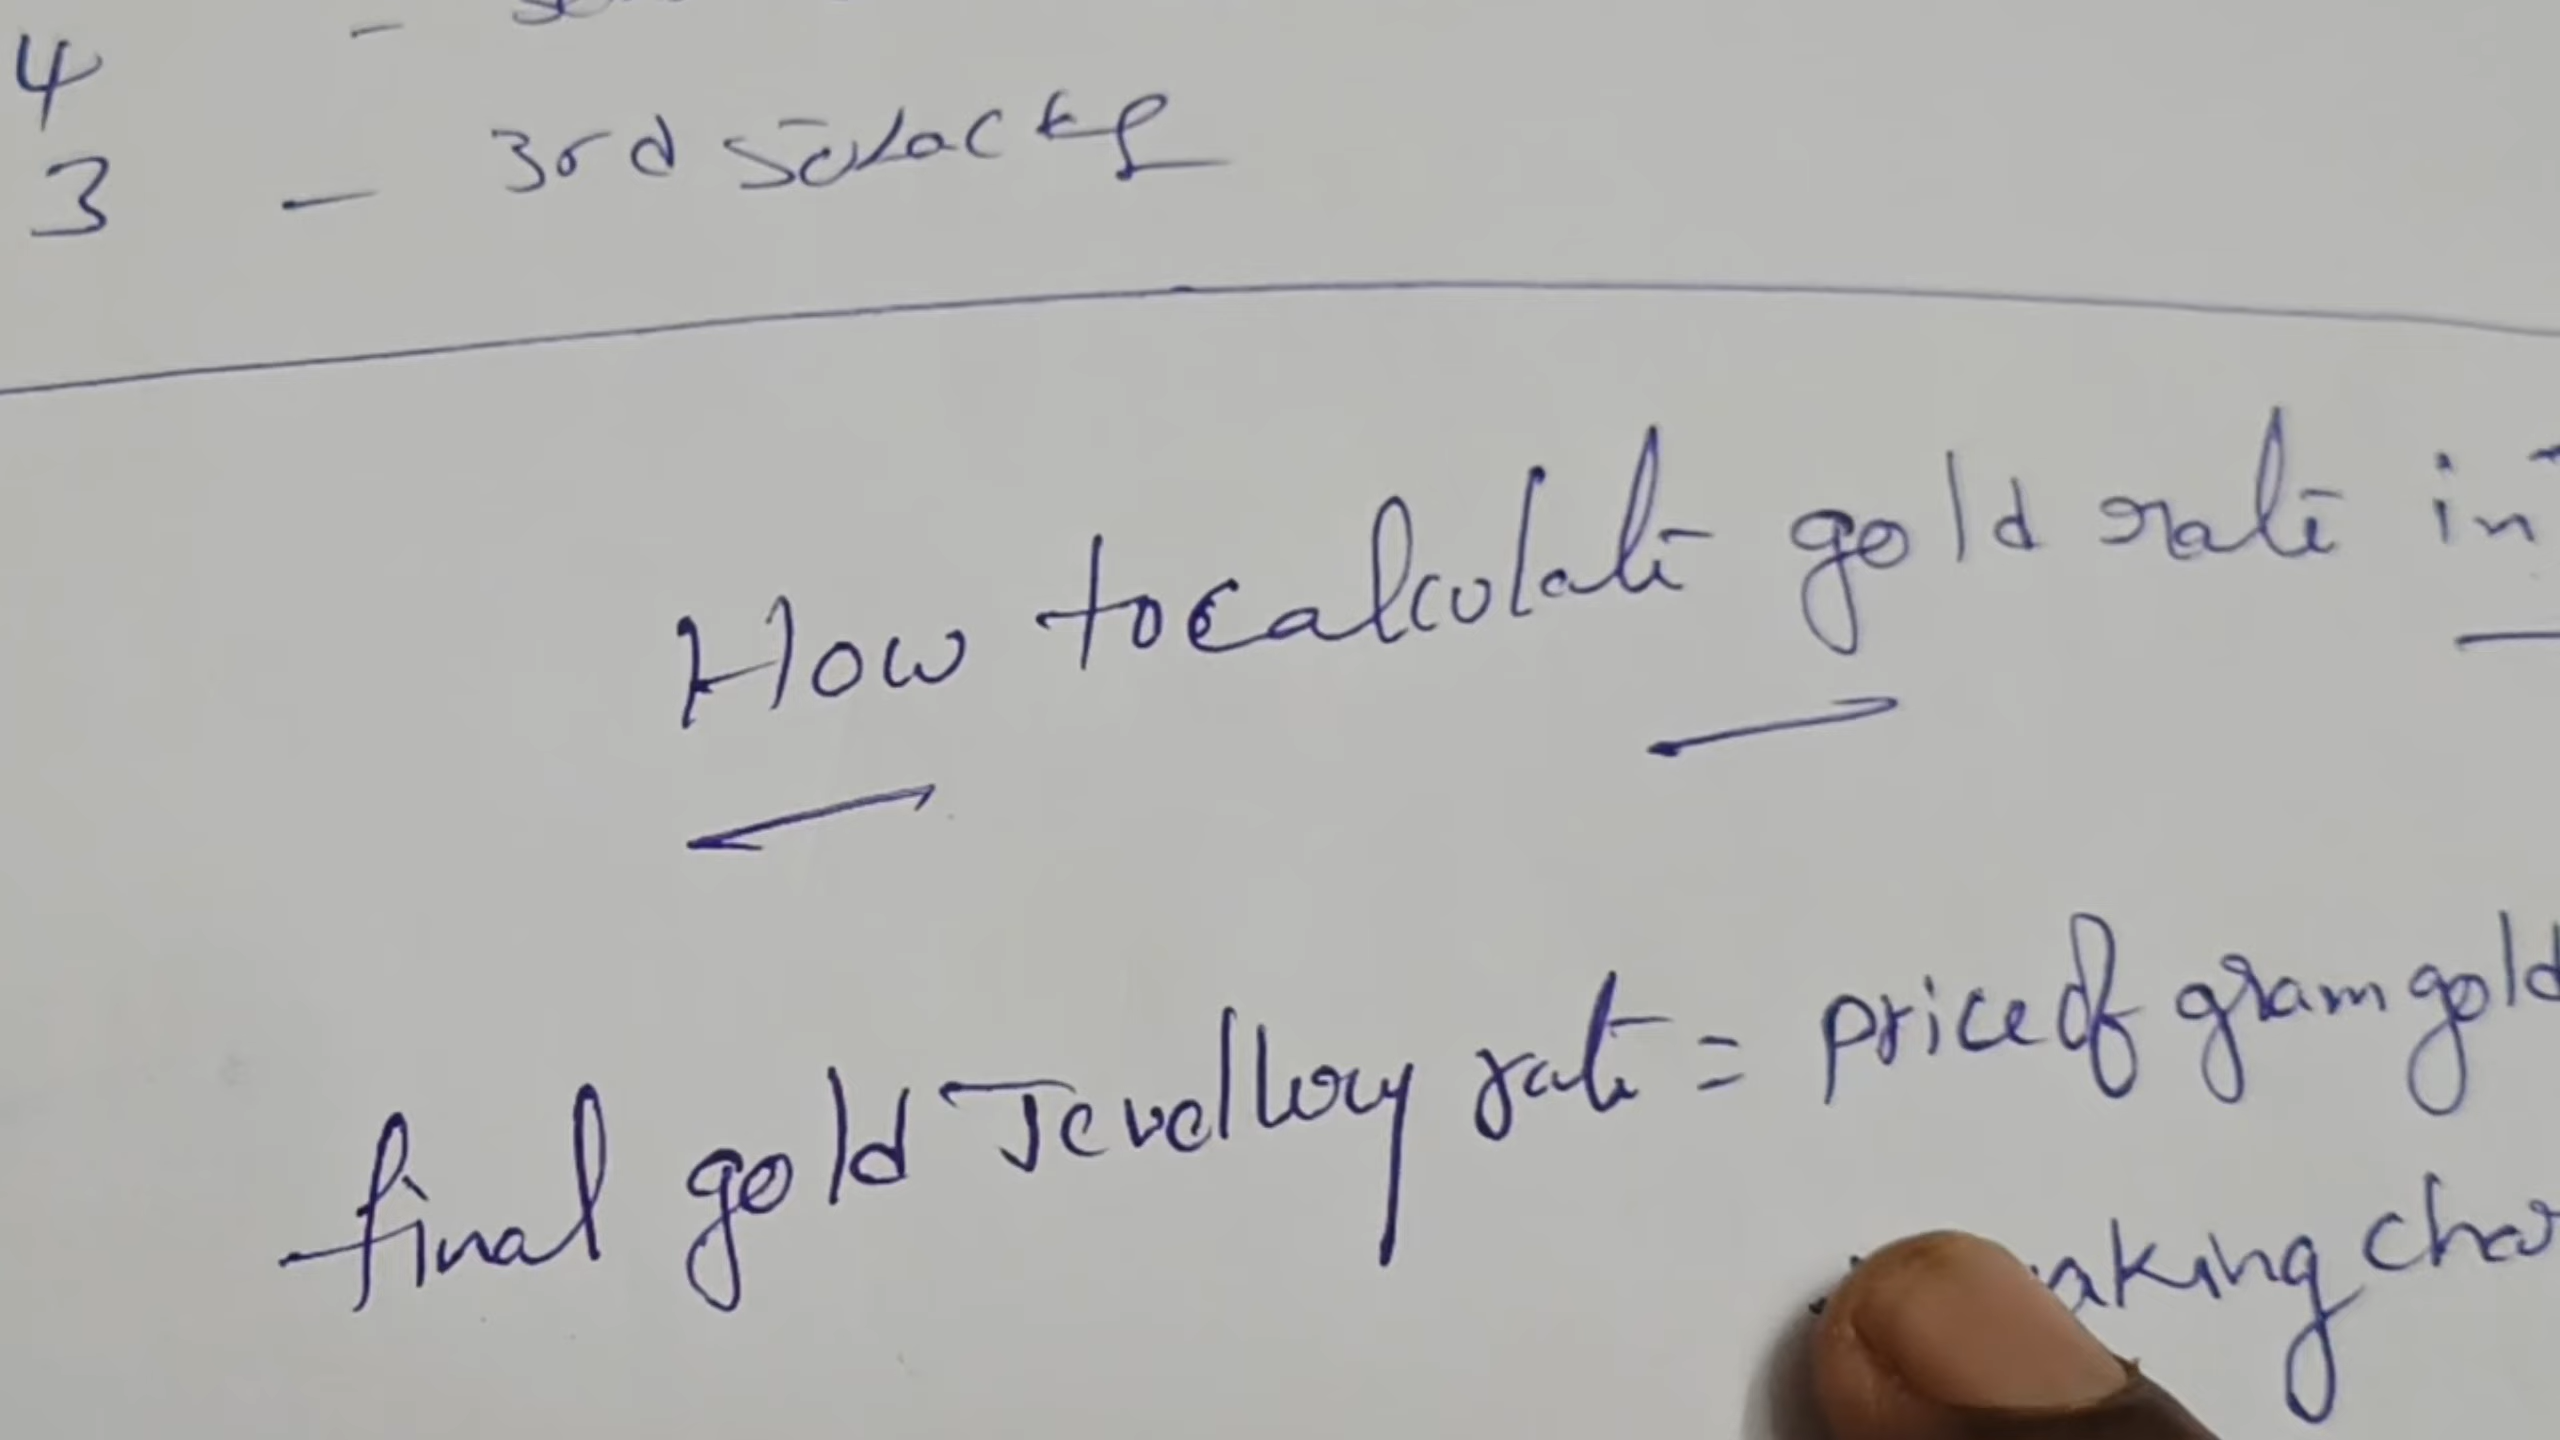 4 -
3 - 3rd
How to calculate gold rate in
final gold Jewellery rate = price of gram gold
making char